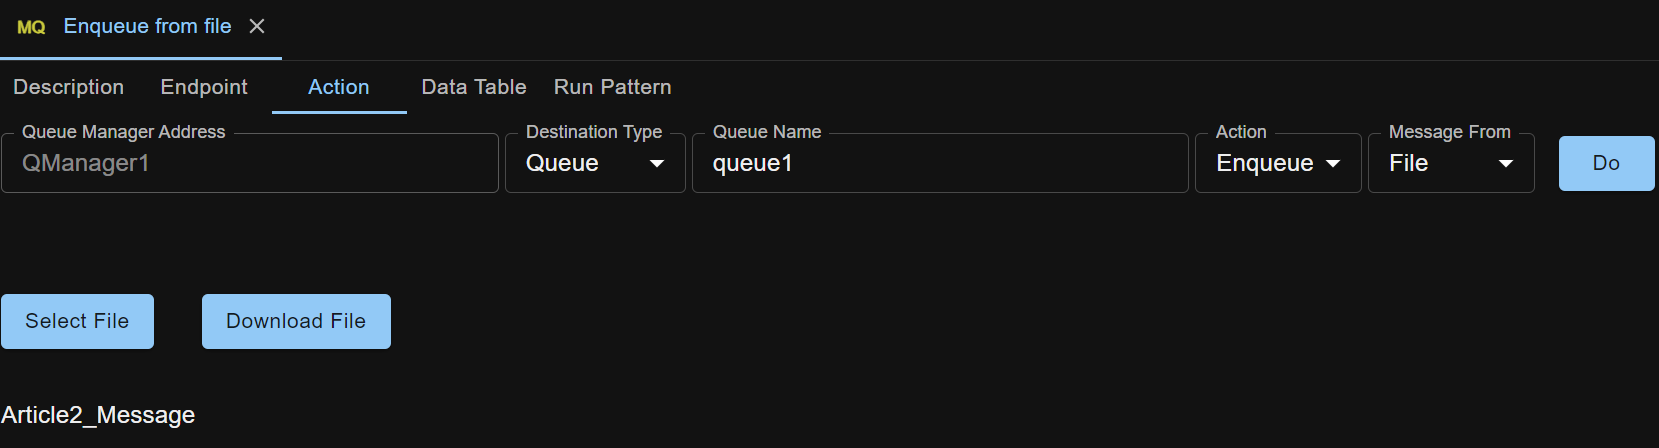 MQ Enqueue from file
Description Endpoint Action Data Table Run Pattern
Queue Manager Address Destination Type Queue Name Action Message From
QManager1 Queue queue1 Enqueue File Do
Select File Download File
Article2_Message